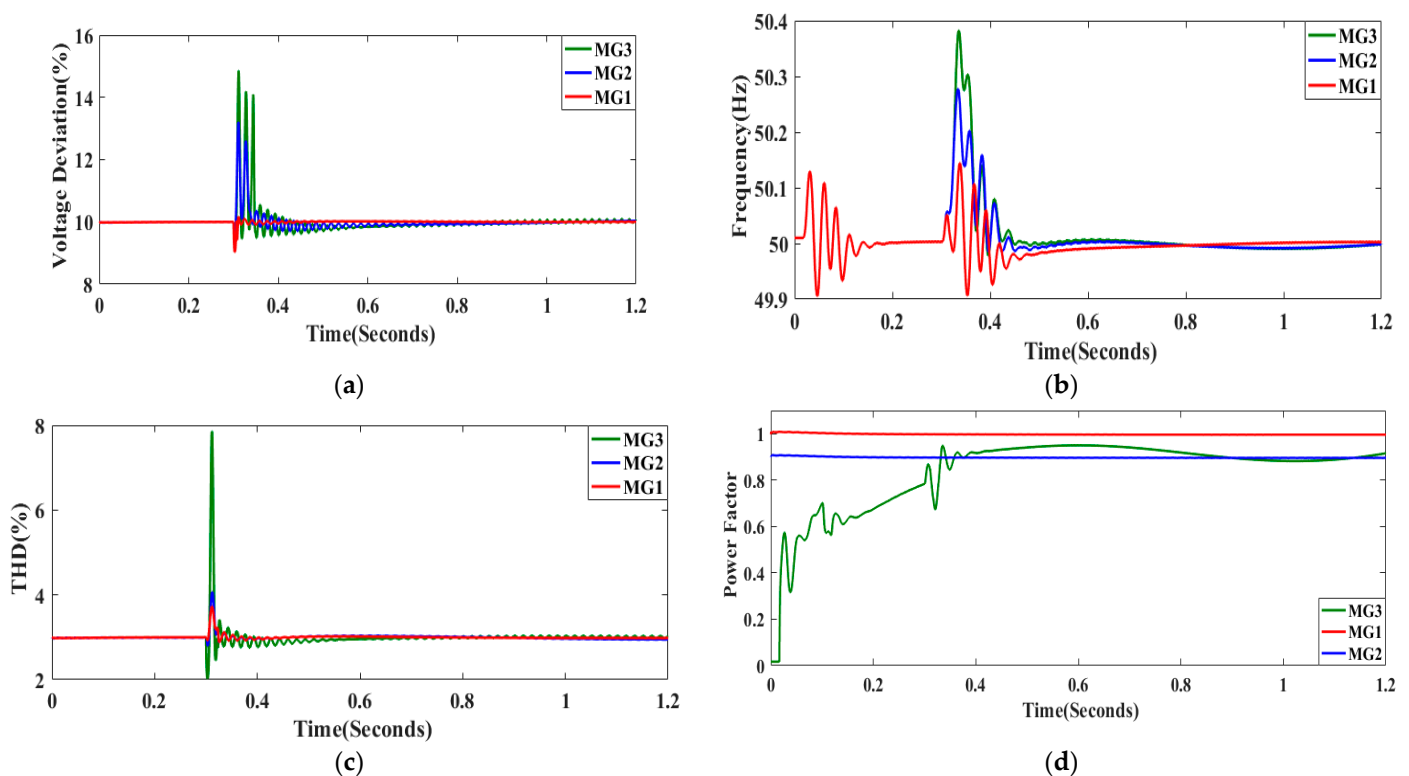 16
14
12
10
8
Voltage Deviation(%)
MG3
MG2
MG1
0
0.2
0.4
0.6
0.8
1
1.2
Time(Seconds)
(a)
50.4
50.3
50.2
50.1
50
49.9
Frequency(Hz)
MG3
MG2
MG1
0
0.2
0.4
0.6
0.8
1
1.2
Time(Seconds)
(b)
8
6
4
2
THD(%)
MG3
MG2
MG1
0
0.2
0.4
0.6
0.8
1
1.2
Time(Seconds)
(c)
1
0.8
0.6
0.4
0.2
0
Power Factor
MG3
MG1
MG2
0
0.2
0.4
0.6
0.8
1
1.2
Time(Seconds)
(d)